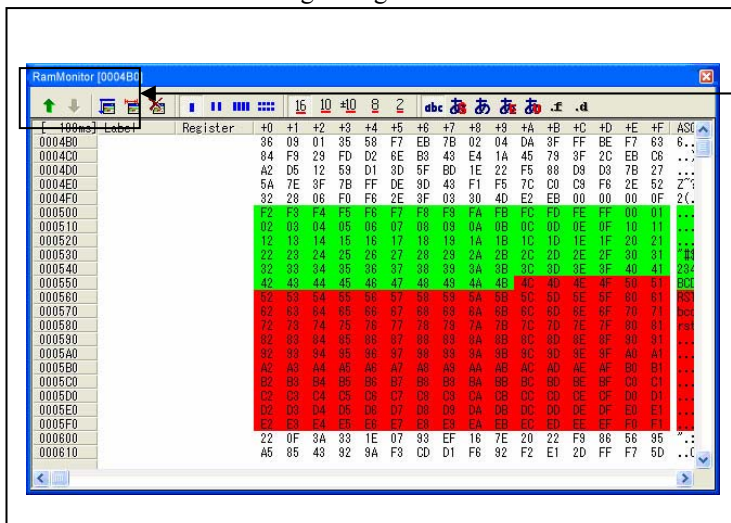 RamMonitor [0004B0]
16 10 ±10 8 2 abc あ .f .d
[ 100ms] Label Register +0 +1 +2 +3 +4 +5 +6 +7 +8 +9 +A +B +C +D +E +F ASC
0004B0 36 09 01 35 58 F7 EB 7B 02 04 DA 3F FF BE F7 63 6..
0004C0 84 F9 29 FD D2 6E B3 43 E4 1A 45 79 3F 2C EB C6 ..)
0004D0 A2 D5 12 59 D1 3D 5F BD 1E 22 F5 88 D9 D3 7B 27 ...
0004E0 5A 7E 3F 7B FF DE 9D 43 F1 F5 7C C0 C9 F6 2E 52 Z~?
0004F0 32 28 06 F0 F6 2E 3F 03 30 4D E2 EB 00 00 00 0F 2(.
000500 F2 F3 F4 F5 F6 F7 F8 F9 FA FB FC FD FE FF 00 01 ...
000510 02 03 04 05 06 07 08 09 0A 0B 0C 0D 0E 0F 10 11 ...
000520 12 13 14 15 16 17 18 19 1A 1B 1C 1D 1E 1F 20 21 ...
000530 22 23 24 25 26 27 28 29 2A 2B 2C 2D 2E 2F 30 31 "#$
000540 32 33 34 35 36 37 38 39 3A 3B 3C 3D 3E 3F 40 41 234
000550 42 43 44 45 46 47 48 49 4A 4B 4C 4D 4E 4F 50 51 BCD
000560 52 53 54 55 56 57 58 59 5A 5B 5C 5D 5E 5F 60 61 RST
000570 62 63 64 65 66 67 68 69 6A 6B 6C 6D 6E 6F 70 71 bcd
000580 72 73 74 75 76 77 78 79 7A 7B 7C 7D 7E 7F 80 81 rst
000590 82 83 84 85 86 87 88 89 8A 8B 8C 8D 8E 8F 90 91 ...
0005A0 92 93 94 95 96 97 98 99 9A 9B 9C 9D 9E 9F A0 A1 ...
0005B0 A2 A3 A4 A5 A6 A7 A8 A9 AA AB AC AD AE AF B0 B1 ...
0005C0 B2 B3 B4 B5 B6 B7 B8 B9 BA BB BC BD BE BF C0 C1 ...
0005D0 C2 C3 C4 C5 C6 C7 C8 C9 CA CB CC CD CE CF D0 D1 ...
0005E0 D2 D3 D4 D5 D6 D7 D8 D9 DA DB DC DD DE DF E0 E1 ...
0005F0 E2 E3 E4 E5 E6 E7 E8 E9 EA EB EC ED EE EF F0 F1 ...
000600 22 0F 3A 33 1E 07 93 EF 16 7E 20 22 F9 86 56 95 ".:
000610 A5 85 43 92 9A F3 CD D1 F6 92 F2 E1 2D FF F7 5D ..C